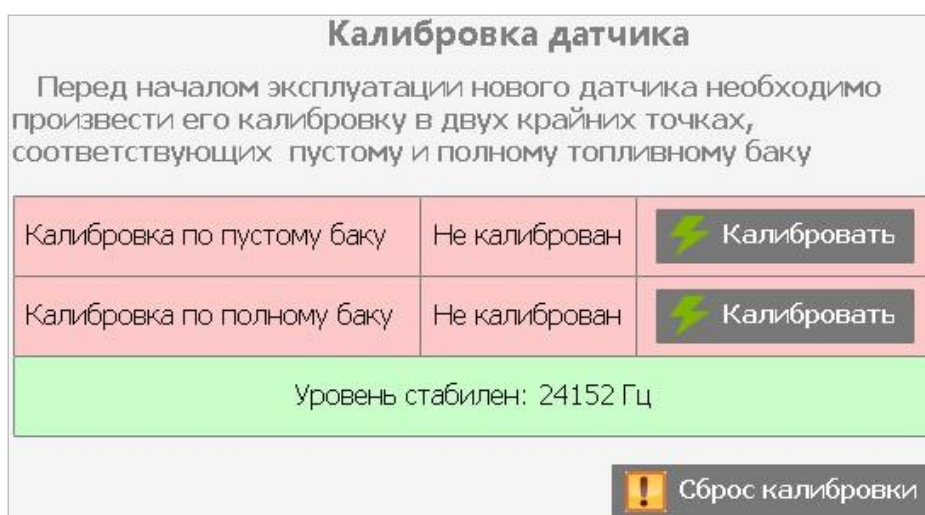 Калибровка датчика
Перед началом эксплуатации нового датчика необходимо
произвести его калибровку в двух крайних точках,
соответствующих пустому и полному топливному баку
Калибровка по пустому баку Не калиброван Калибровать
Калибровка по полному баку Не калиброван Калибровать
Уровень стабилен: 24152 Гц
Сброс калибровки